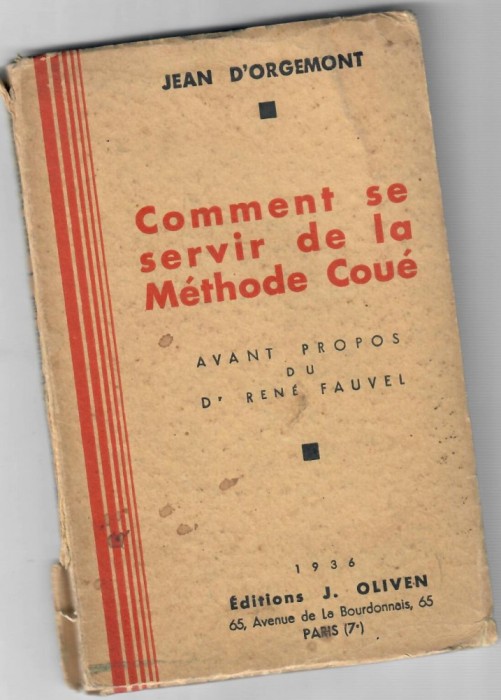 JEAN D'ORGEMONT
Comment se
servir de la
Méthode Coué
AVANT PROPOS
DU
Dr RENÉ FAUVEL
1936
Éditions J. OLIVEN
65, Avenue de La Bourdonnais, 65
PARIS (7e)